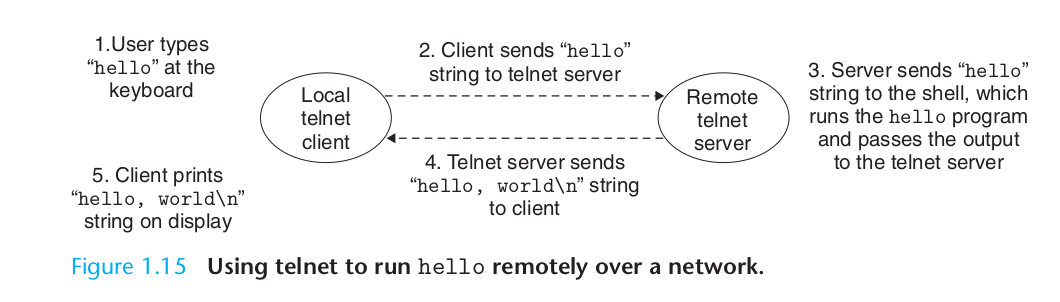 1.User types
“hello” at the
keyboard
2. Client sends “hello”
string to telnet server
Local
telnet
client
Remote
telnet
server
3. Server sends “hello”
string to the shell, which
runs the hello program
and passes the output
to the telnet server
4. Telnet server sends
“hello, world\n” string
to client
5. Client prints
“hello, world\n”
string on display
Figure 1.15 Using telnet to run hello remotely over a network.